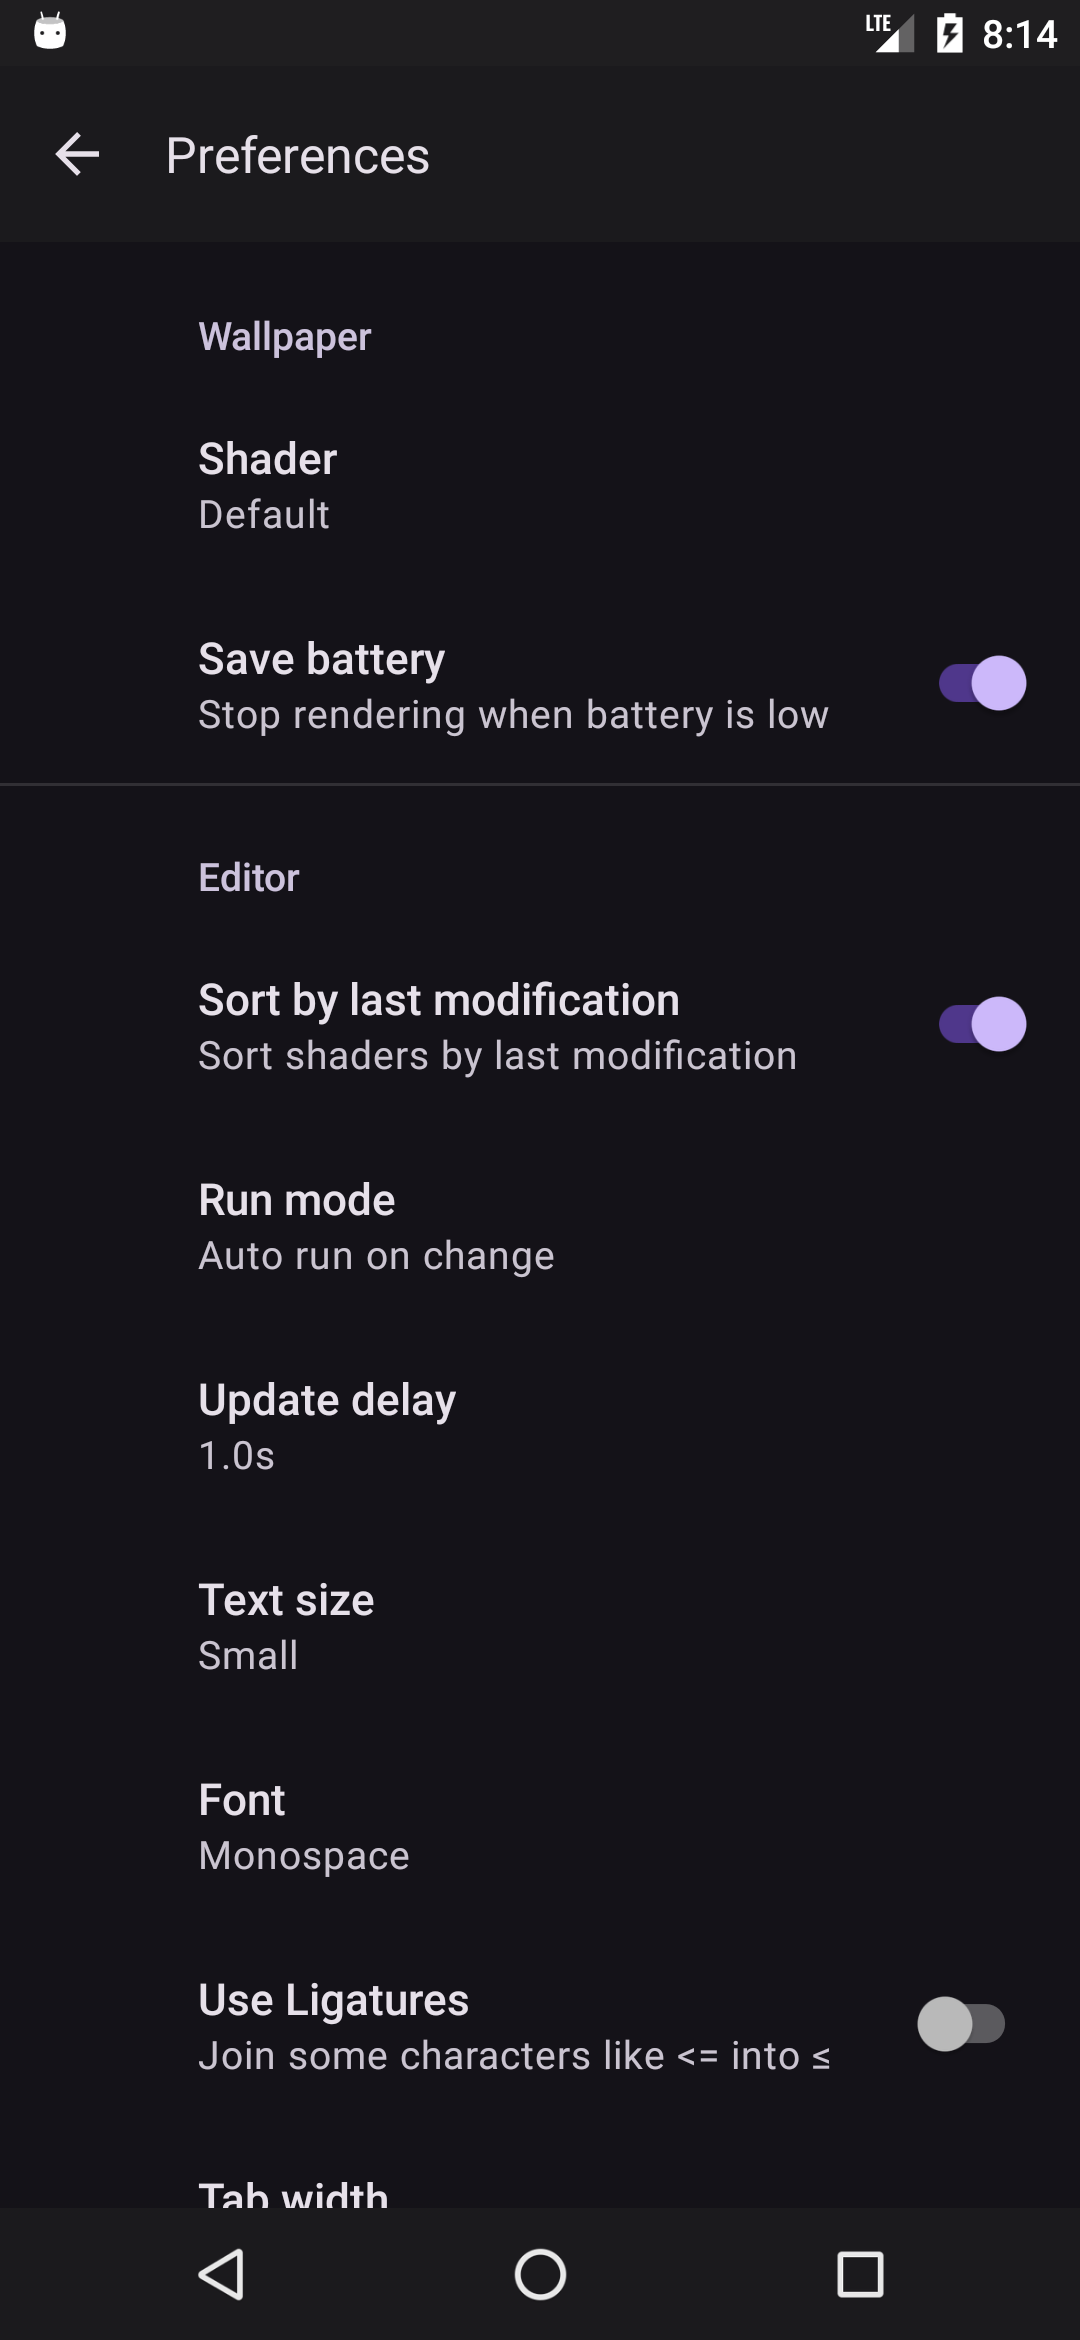 LTE 8:14
Preferences
Wallpaper
Shader
Default
Save battery
Stop rendering when battery is low
Editor
Sort by last modification
Sort shaders by last modification
Run mode
Auto run on change
Update delay
1.0s
Text size
Small
Font
Monospace
Use Ligatures
Join some characters like <= into ≤
Tab width